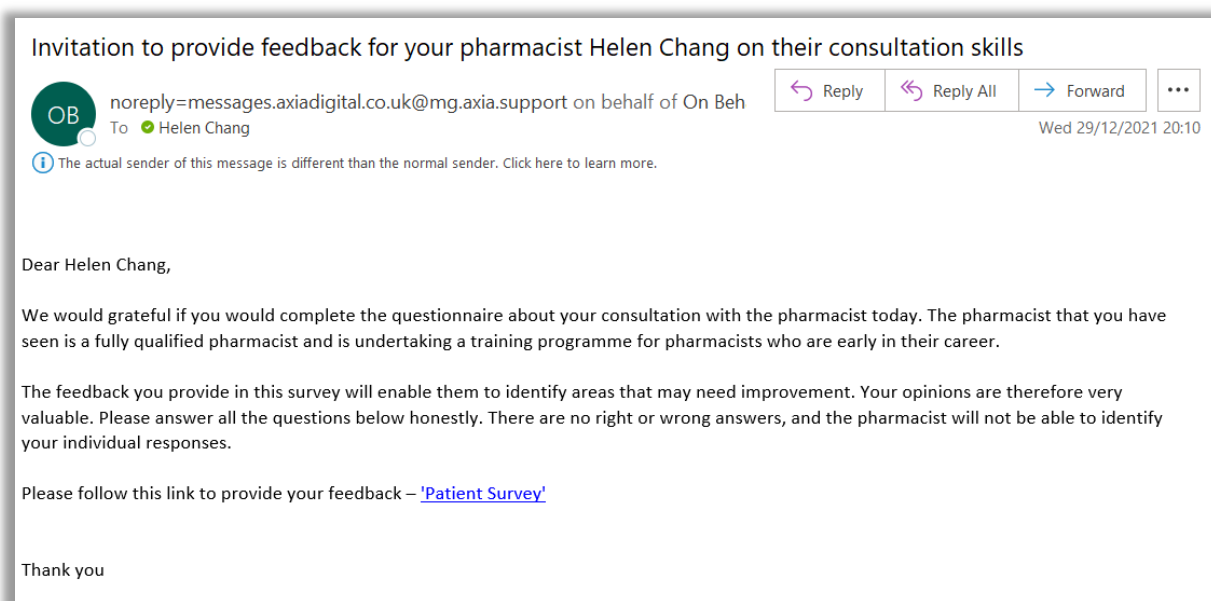 Invitation to provide feedback for your pharmacist Helen Chang on their consultation skills
OB
noreply=messages.axiadigital.co.uk@mg.axia.support on behalf of On Beh
Reply
Reply All
Forward
To Helen Chang
Wed 29/12/2021 20:10
The actual sender of this message is different than the normal sender. Click here to learn more.
Dear Helen Chang,
We would grateful if you would complete the questionnaire about your consultation with the pharmacist today. The pharmacist that you have
seen is a fully qualified pharmacist and is undertaking a training programme for pharmacists who are early in their career.
The feedback you provide in this survey will enable them to identify areas that may need improvement. Your opinions are therefore very
valuable. Please answer all the questions below honestly. There are no right or wrong answers, and the pharmacist will not be able to identify
your individual responses.
Please follow this link to provide your feedback – 'Patient Survey'
Thank you